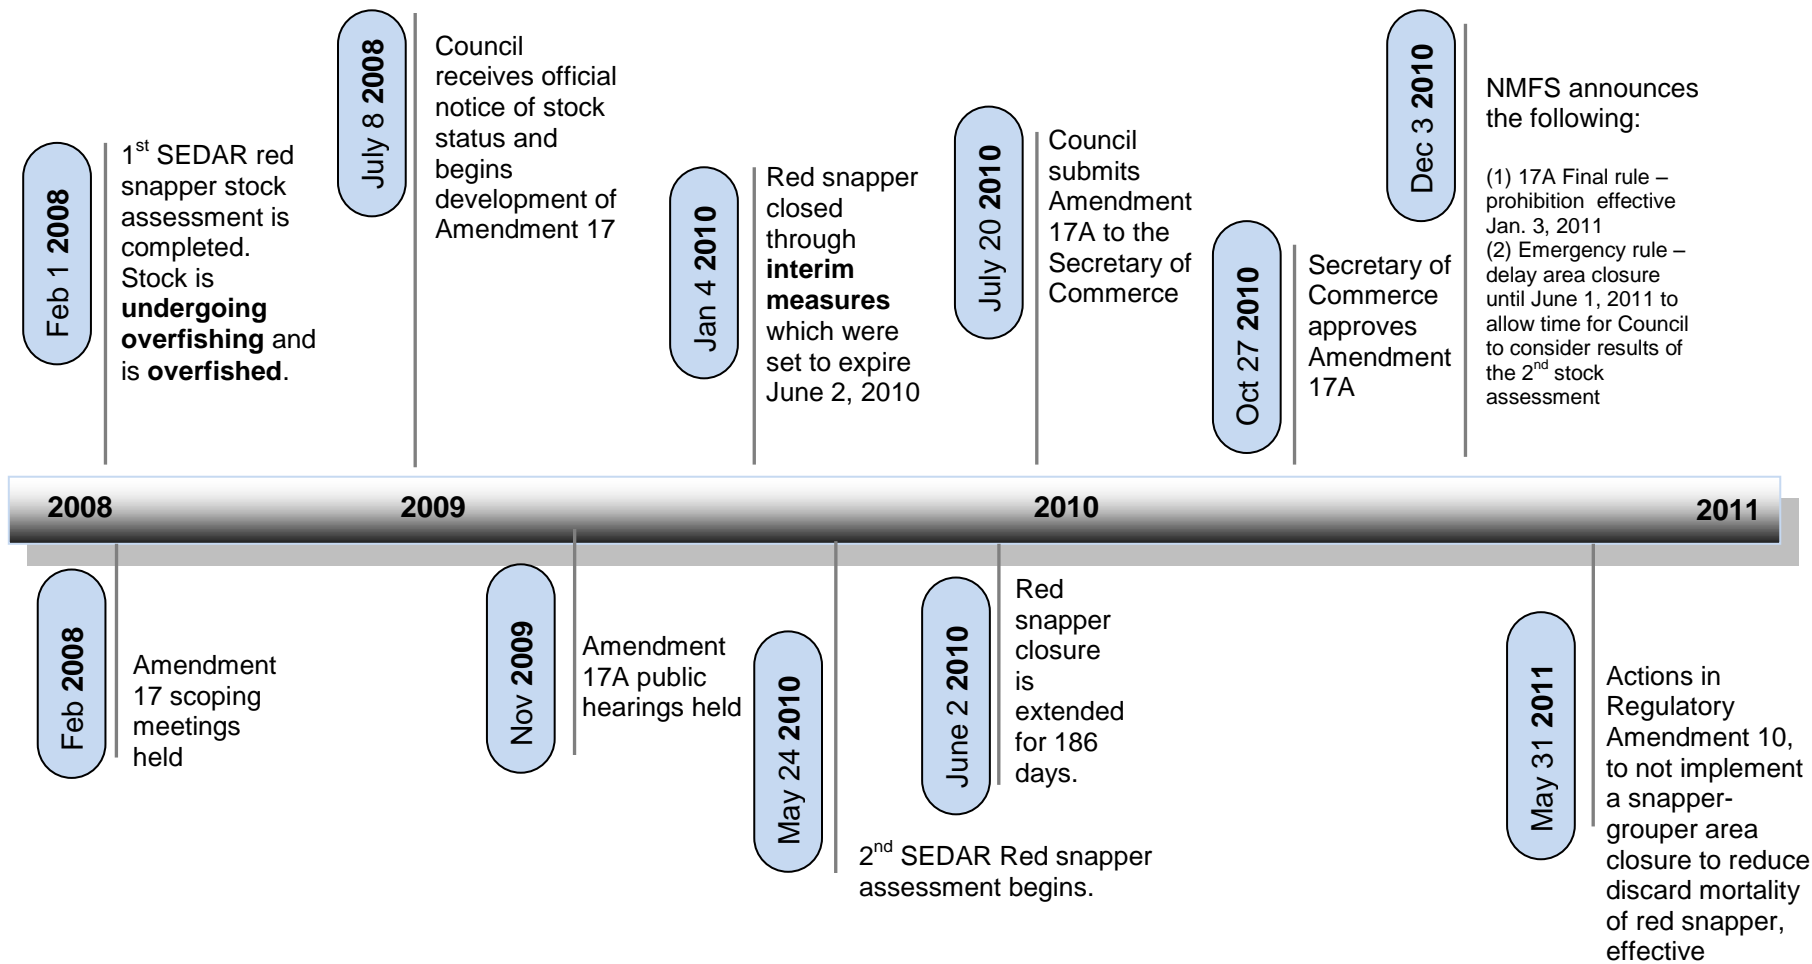 Feb 1 2008
1st SEDAR red
snapper stock
assessment is
completed.
Stock is
undergoing
overfishing and
is overfished.
July 8 2008
Council
receives official
notice of stock
status and
begins
development of
Amendment 17
Jan 4 2010
Red snapper
closed
through
interim
measures
which were
set to expire
June 2, 2010
July 20 2010
Council
submits
Amendment
17A to the
Secretary of
Commerce
Oct 27 2010
Secretary of
Commerce
approves
Amendment
17A
Dec 3 2010
NMFS announces
the following:
(1) 17A Final rule –
prohibition effective
Jan. 3, 2011
(2) Emergency rule –
delay area closure
until June 1, 2011 to
allow time for Council
to consider results of
the 2nd stock
assessment
2008 2009 2010 2011
Feb 2008
Amendment
17 scoping
meetings
held
Nov 2009
Amendment
17A public
hearings held
May 24 2010
2nd SEDAR Red snapper
assessment begins.
June 2 2010
Red
snapper
closure
is
extended
for 186
days.
May 31 2011
Actions in
Regulatory
Amendment 10,
to not implement
a snapper-
grouper area
closure to reduce
discard mortality
of red snapper,
effective